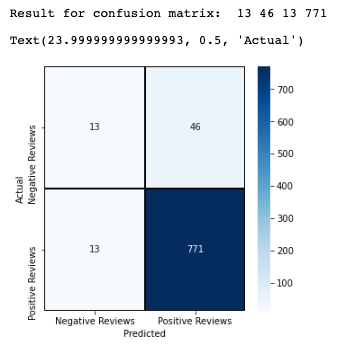 Result for confusion matrix:  13 46 13 771
Text(23.999999999999993, 0.5, 'Actual')
13
46
13
771
Actual
Negative Reviews
Positive Reviews
Negative Reviews
Positive Reviews
Predicted
700
600
500
400
300
200
100